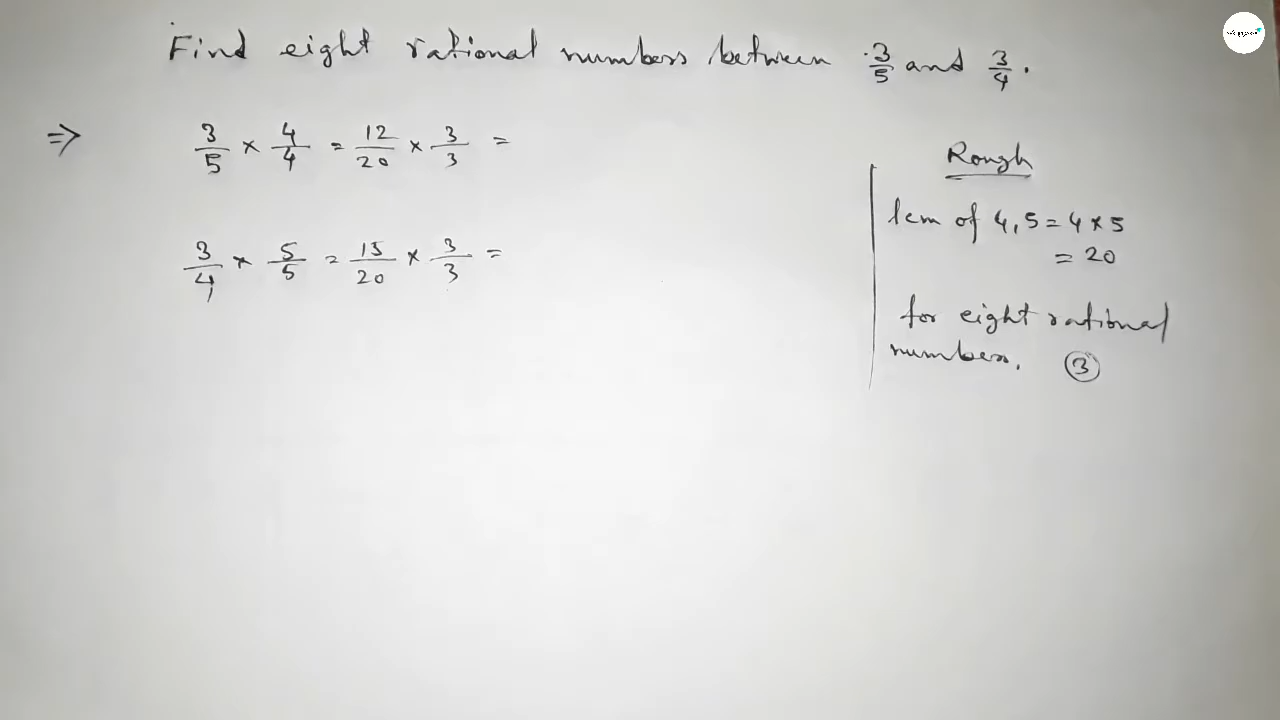 Find eight rational numbers between 3/5 and 3/4.
⇒ 3/5 × 4/4 = 12/20 × 3/3 =
3/4 × 5/5 = 15/20 × 3/3 =
Rough
lcm of 4,5 = 4×5
= 20
for eight rational
numbers. ③